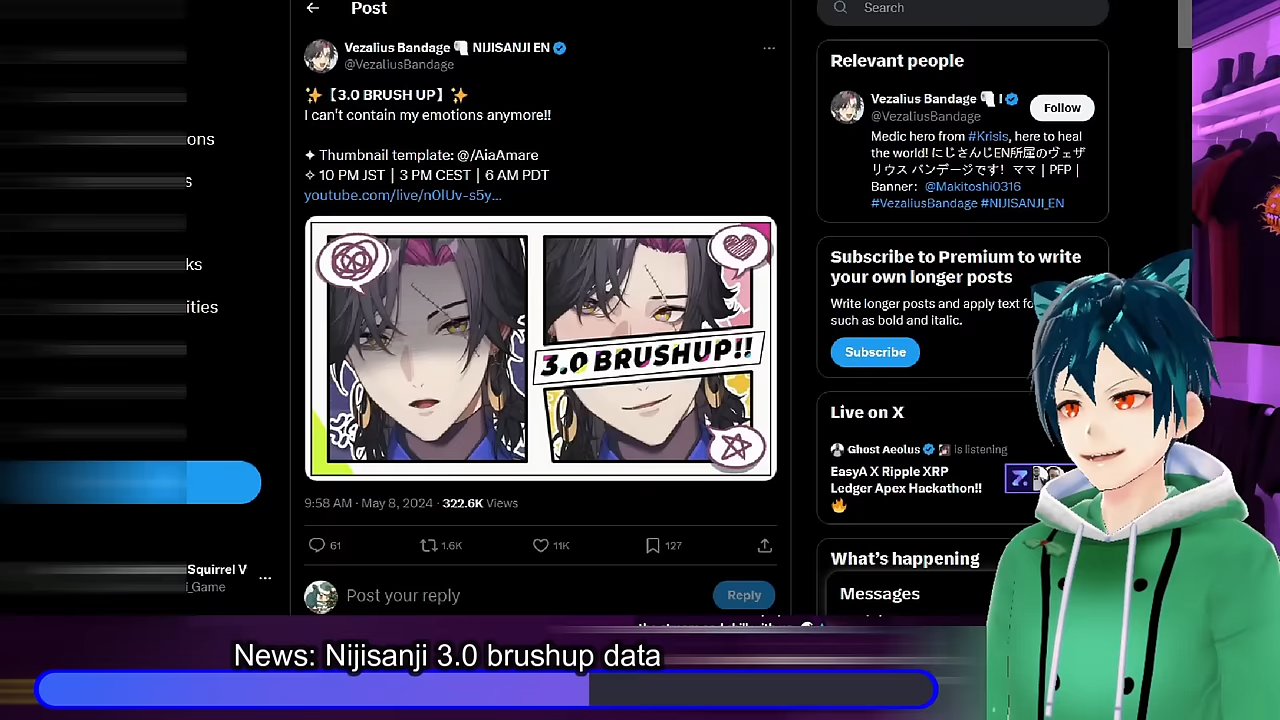 Post
Search
Vezalius Bandage 🧻 NIJISANJI EN
@VezaliusBandage
✨【3.0 BRUSH UP】✨
I can't contain my emotions anymore!!
✦ Thumbnail template: @/AiaAmare
✧ 10 PM JST | 3 PM CEST | 6 AM PDT
youtube.com/live/n0lUv-s5y…
3.0 BRUSHUP!!
9:58 AM · May 8, 2024 · 322.6K Views
61
1.6K
11K
127
Post your reply
Reply
Relevant people
Vezalius Bandage 🧻 |
@VezaliusBandage
Follow
Medic hero from #Krisis, here to heal
the world! にじさんじEN所属のヴェザ
リウス バンデージです！ ママ | PFP |
Banner: @Makitoshi0316
#VezaliusBandage #NIJISANJI_EN
Subscribe to Premium to write
your own longer posts
Write longer posts and apply text fo
such as bold and italic.
Subscribe
Live on X
Ghost Aeolus is listening
EasyA X Ripple XRP
Ledger Apex Hackathon!!
🔥
What's happening
Messages
ons
s
ks
ities
Squirrel V
i_Game
News: Nijisanji 3.0 brushup data